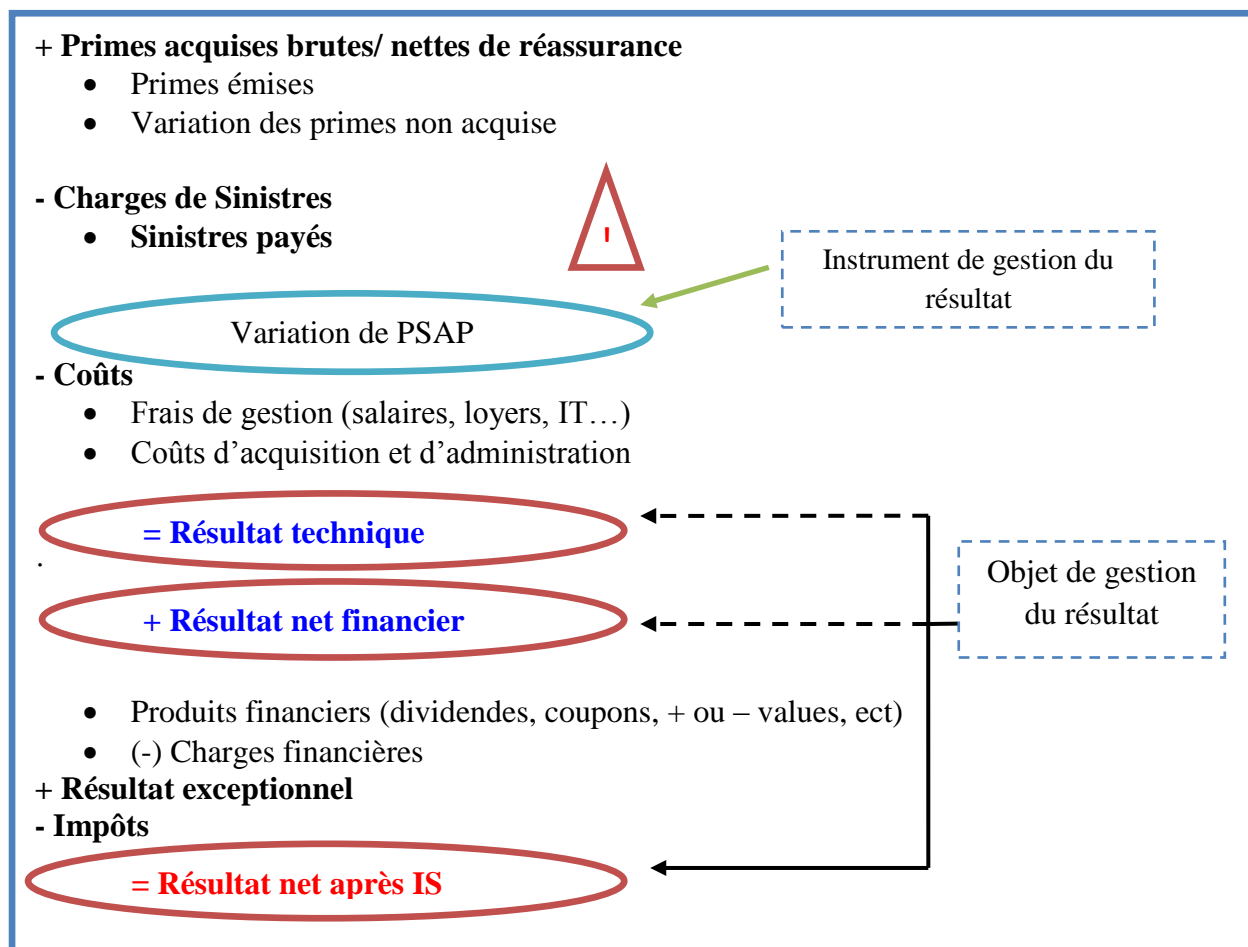 + Primes acquises brutes/ nettes de réassurance
• Primes émises
• Variation des primes non acquise
- Charges de Sinistres
• Sinistres payés
!
Instrument de gestion du
résultat
Variation de PSAP
- Coûts
• Frais de gestion (salaires, loyers, IT…)
• Coûts d’acquisition et d’administration
= Résultat technique
.
+ Résultat net financier
Objet de gestion
du résultat
• Produits financiers (dividendes, coupons, + ou – values, ect)
• (-) Charges financières
+ Résultat exceptionnel
- Impôts
= Résultat net après IS